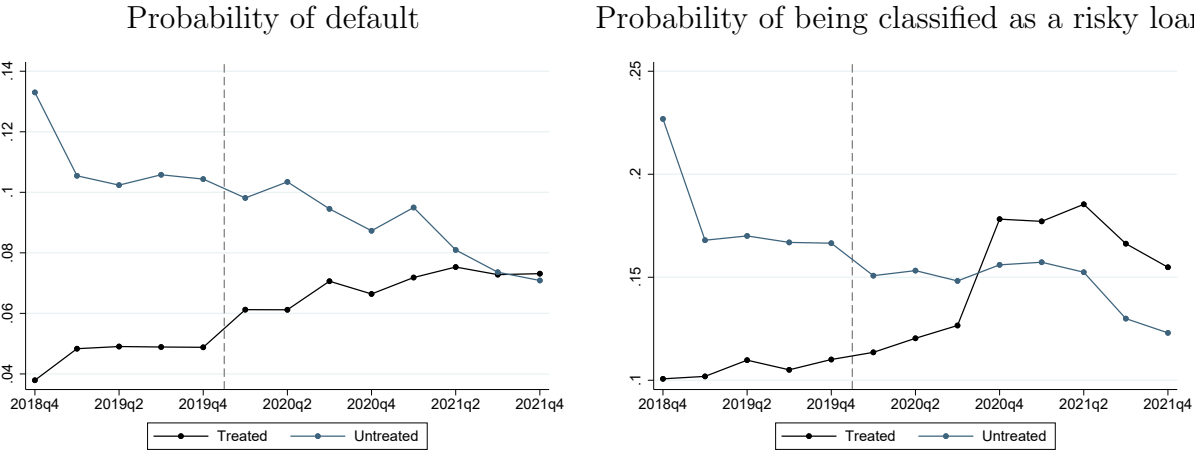 Probability of default
.14
.12
.1
.08
.06
.04
2018q4 2019q2 2019q4 2020q2 2020q4 2021q2 2021q4
Treated Untreated
Probability of being classified as a risky loan
.25
.2
.15
.1
2018q4 2019q2 2019q4 2020q2 2020q4 2021q2 2021q4
Treated Untreated